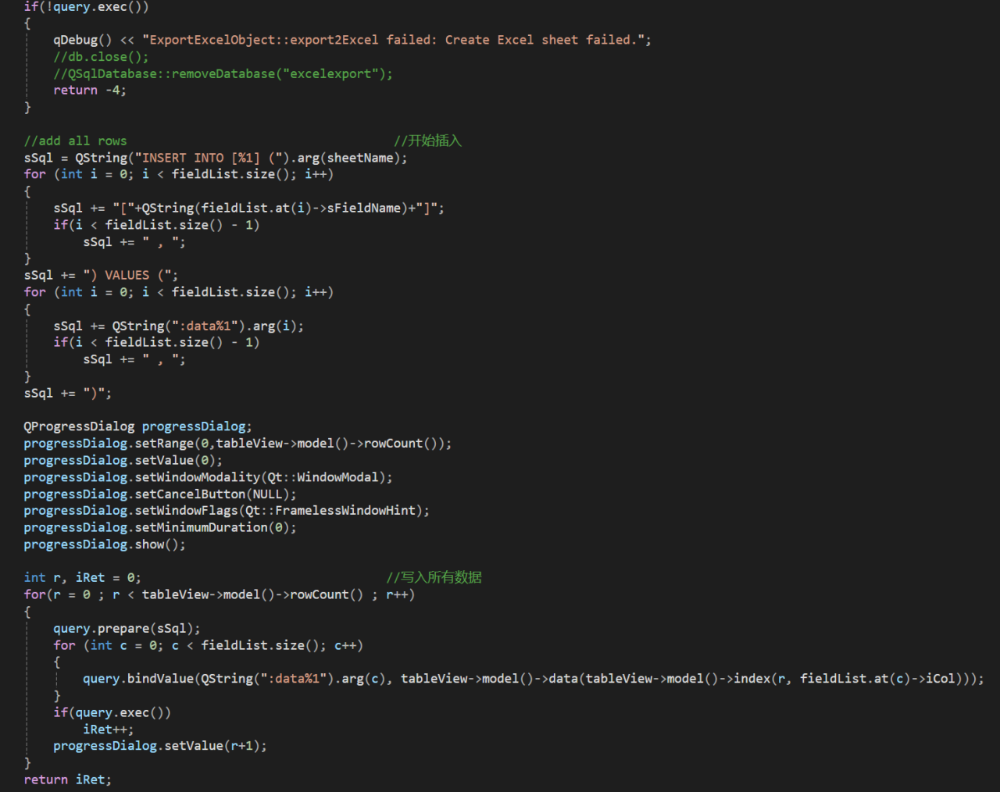 if(!query.exec())
{
qDebug() << "ExportExcelObject::export2Excel failed: Create Excel sheet failed.";
//db.close();
//QSqlDatabase::removeDatabase("excelexport");
return -4;
}
//add all rows //开始插入
sSql = QString("INSERT INTO [%1] (").arg(sheetName);
for (int i = 0; i < fieldList.size(); i++)
{
sSql += "["+QString(fieldList.at(i)->sFieldName)+"]";
if(i < fieldList.size() - 1)
sSql += " , ";
}
sSql += ") VALUES (";
for (int i = 0; i < fieldList.size(); i++)
{
sSql += QString(":data%1").arg(i);
if(i < fieldList.size() - 1)
sSql += " , ";
}
sSql += ")";
QProgressDialog progressDialog;
progressDialog.setRange(0,tableView->model()->rowCount());
progressDialog.setValue(0);
progressDialog.setWindowModality(Qt::WindowModal);
progressDialog.setCancelButton(NULL);
progressDialog.setWindowFlags(Qt::FramelessWindowHint);
progressDialog.setMinimumDuration(0);
progressDialog.show();
int r, iRet = 0; //写入所有数据
for(r = 0 ; r < tableView->model()->rowCount() ; r++)
{
query.prepare(sSql);
for (int c = 0; c < fieldList.size(); c++)
{
query.bindValue(QString(":data%1").arg(c), tableView->model()->data(tableView->model()->index(r, fieldList.at(c)->iCol)));
}
if(query.exec())
iRet++;
progressDialog.setValue(r+1);
}
return iRet;